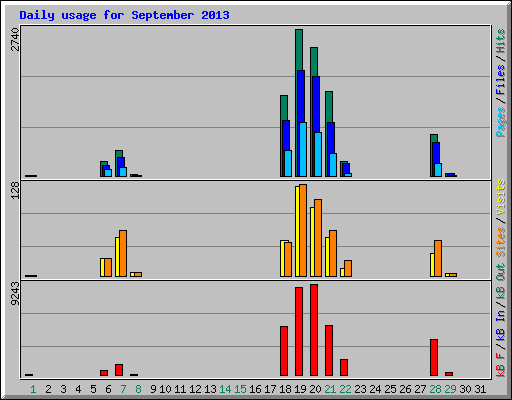 Daily usage for September 2013
2740
Pages / Files / Hits
128
Sites / Visits
9243
kB F / kB In / kB Out
1 2 3 4 5 6 7 8 9 10 11 12 13 14 15 16 17 18 19 20 21 22 23 24 25 26 27 28 29 30 31